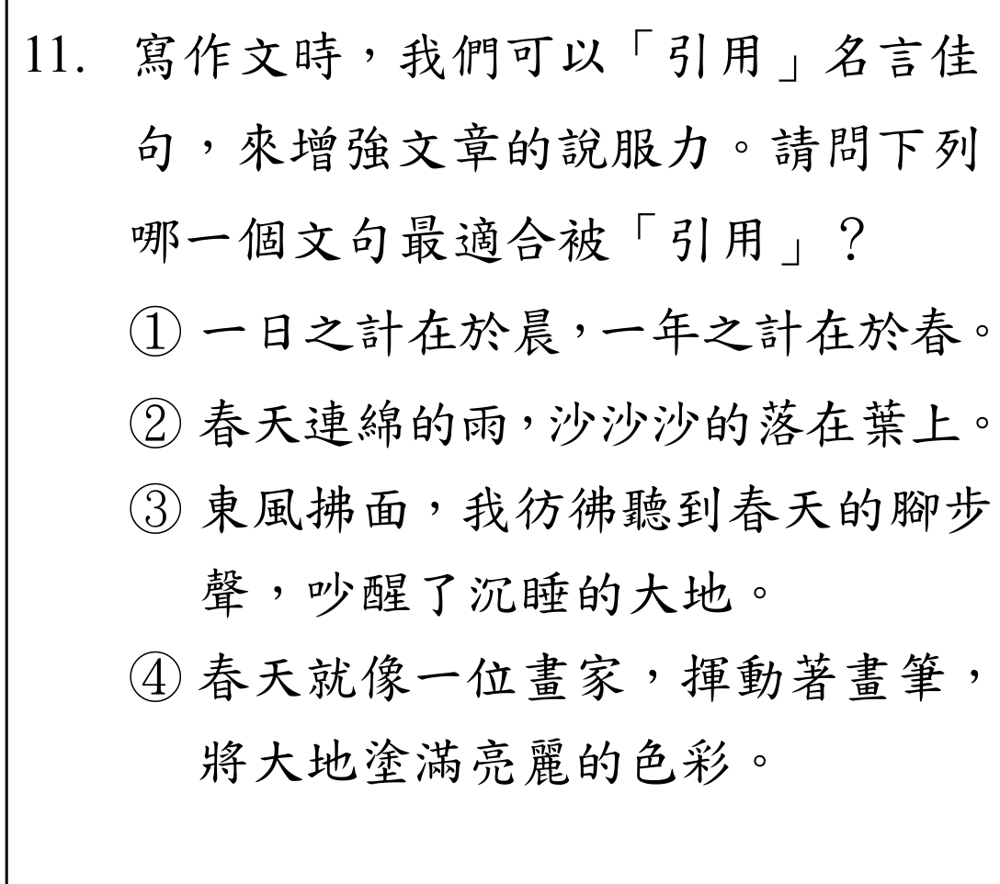 11. 寫作文時，我們可以「引用」名言佳
句，來增強文章的說服力。請問下列
哪一個文句最適合被「引用」？
① 一日之計在於晨，一年之計在於春。
② 春天連綿的雨，沙沙沙的落在葉上。
③ 東風拂面，我彷彿聽到春天的腳步
聲，吵醒了沉睡的大地。
④ 春天就像一位畫家，揮動著畫筆，
將大地塗滿亮麗的色彩。